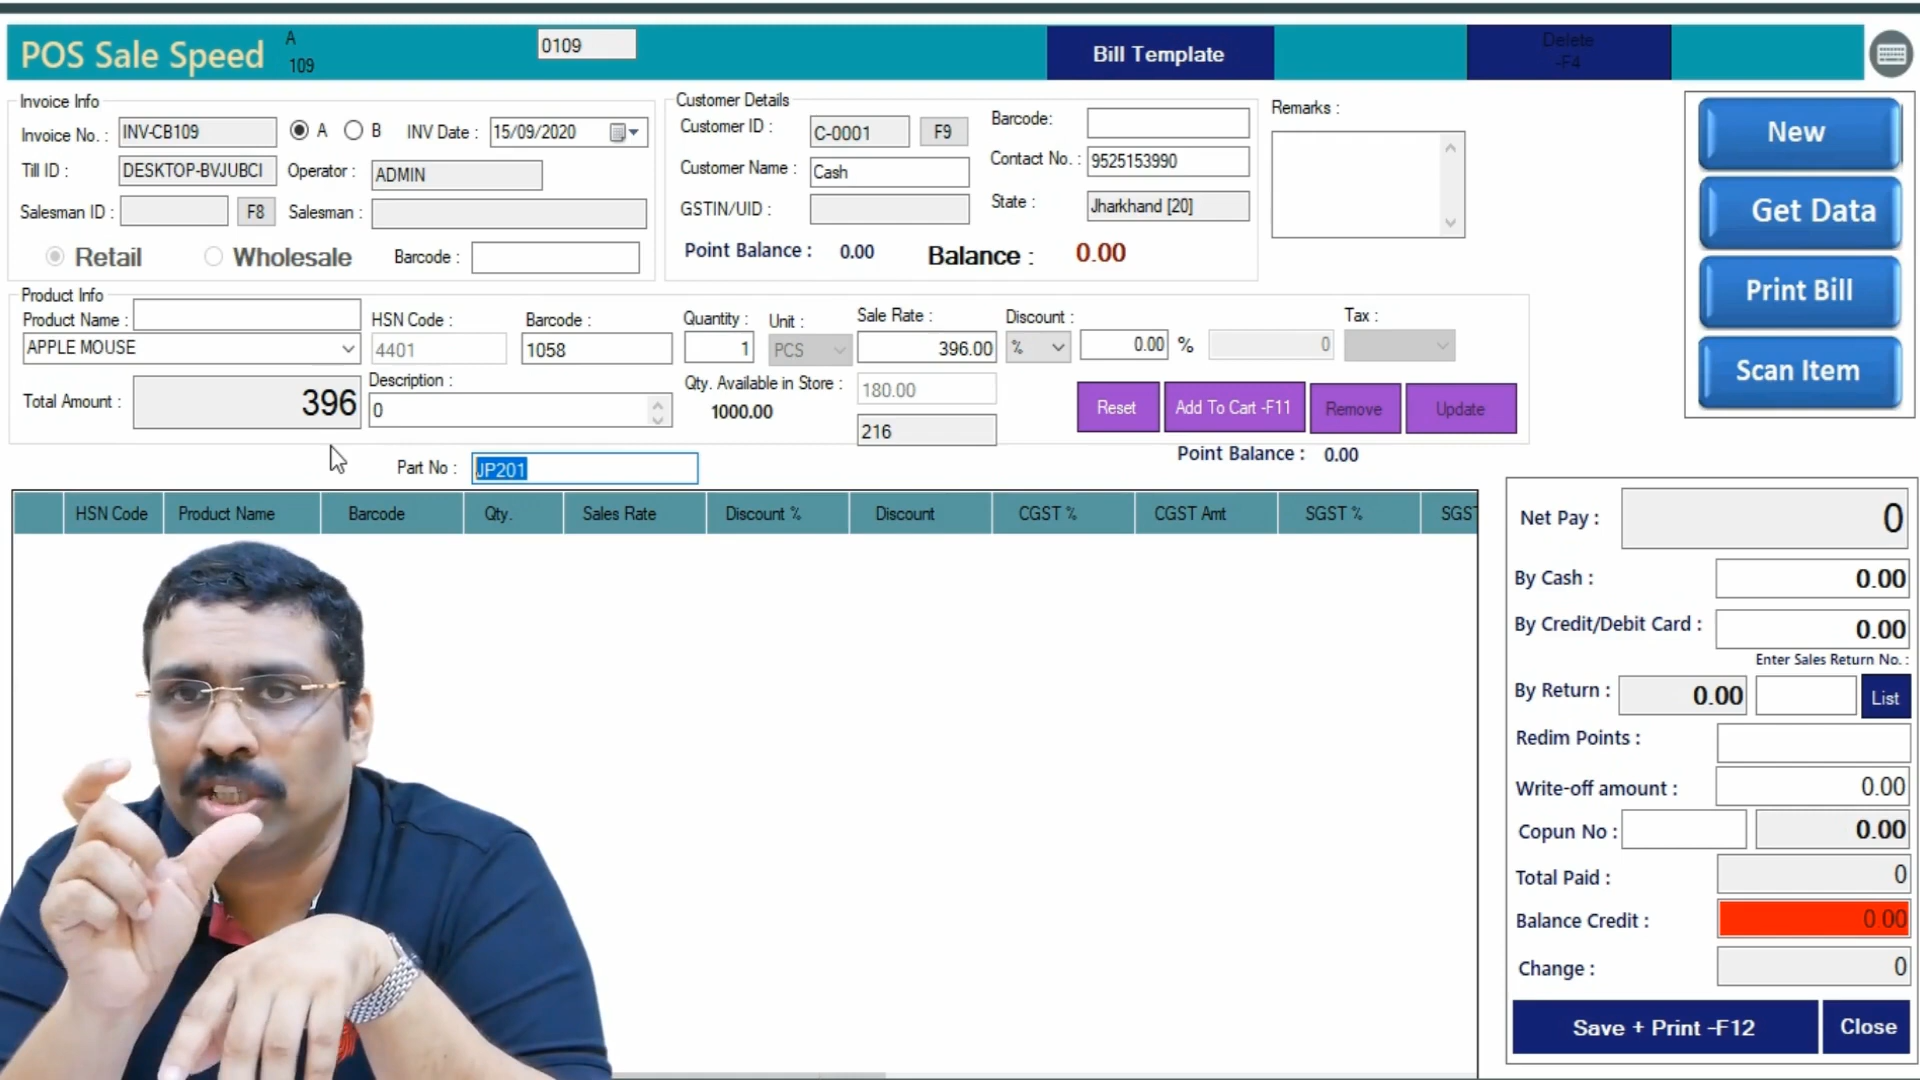 POS Sale Speed
A
109
0109
Bill Template
Delete
-F4
Invoice Info
Invoice No. : INV-CB109 A B INV Date : 15/09/2020
Till ID : DESKTOP-BVJUBCI Operator : ADMIN
Salesman ID : F8 Salesman :
Retail Wholesale Barcode :
Customer Details
Customer ID : C-0001 F9
Customer Name : Cash
GSTIN/UID :
Barcode:
Contact No. : 9525153990
State : Jharkhand [20]
Point Balance : 0.00 Balance : 0.00
Remarks :
New
Get Data
Print Bill
Scan Item
Product Info
Product Name :
APPLE MOUSE
HSN Code :
4401
Barcode :
1058
Quantity :
1
Unit :
PCS
Sale Rate :
396.00
Discount :
% 0.00 % 0
Tax :
Total Amount : 396
Description :
0
Qty. Available in Store :
1000.00
180.00
216
Reset Add To Cart -F11 Remove Update
Point Balance : 0.00
Part No : JP201
HSN Code Product Name Barcode Qty. Sales Rate Discount % Discount CGST % CGST Amt SGST % SGST
Net Pay : 0
By Cash : 0.00
By Credit/Debit Card : 0.00
Enter Sales Return No. :
By Return : 0.00 List
Redim Points :
Write-off amount : 0.00
Copun No : 0.00
Total Paid : 0
Balance Credit : 0.00
Change : 0
Save + Print -F12 Close